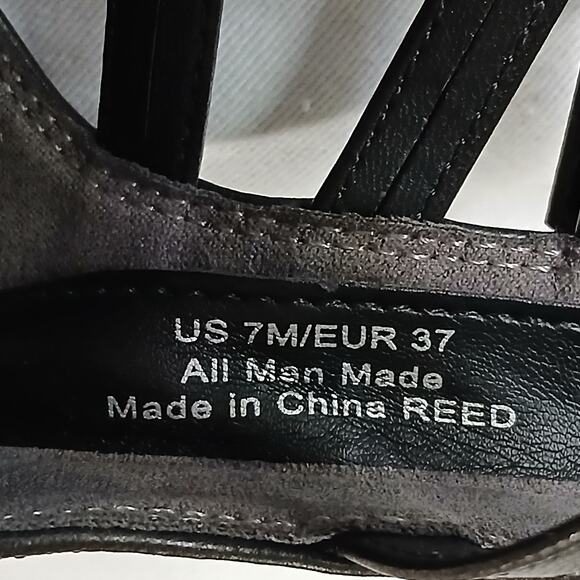 US 7M/EUR 37
All Man Made
Made in China REED